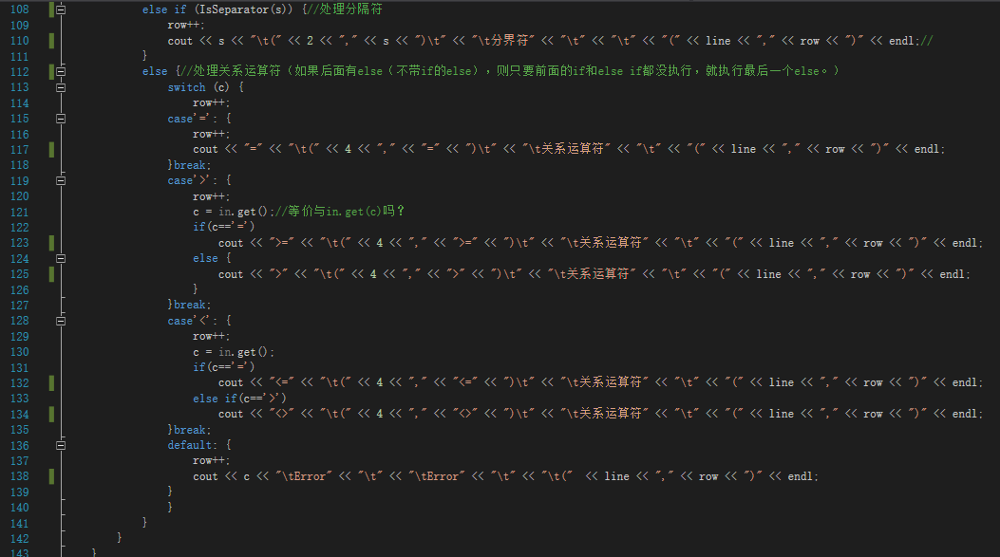 108 else if (IsSeparator(s)) {//处理分隔符
109 row++;
110 cout << s << "\t(" << 2 << "," << s << ")\t" << "\t分界符" << "\t" << "\t" << "(" << line << "," << row << ")" << endl;//
111 }
112 else {//处理关系运算符（如果后面有else（不带if的else），则只要前面的if和else if都没执行，就执行最后一个else。）
113 switch (c) {
114 row++;
115 case'=': {
116 row++;
117 cout << "=" << "\t(" << 4 << "," << "=" << ")\t" << "\t关系运算符" << "\t" << "(" << line << "," << row << ")" << endl;
118 }break;
119 case'>': {
120 row++;
121 c = in.get();//等价与in.get(c)吗？
122 if(c=='=')
123 cout << ">=" << "\t(" << 4 << "," << ">=" << ")\t" << "\t关系运算符" << "\t" << "(" << line << "," << row << ")" << endl;
124 else {
125 cout << ">" << "\t(" << 4 << "," << ">" << ")\t" << "\t关系运算符" << "\t" << "(" << line << "," << row << ")" << endl;
126 }
127 }break;
128 case'<': {
129 row++;
130 c = in.get();
131 if(c=='=')
132 cout << "<=" << "\t(" << 4 << "," << "<=" << ")\t" << "\t关系运算符" << "\t" << "(" << line << "," << row << ")" << endl;
133 else if(c=='>')
134 cout << "<>" << "\t(" << 4 << "," << "<>" << ")\t" << "\t关系运算符" << "\t" << "(" << line << "," << row << ")" << endl;
135 }break;
136 default: {
137 row++;
138 cout << c << "\tError" << "\t" << "\tError" << "\t" << "\t(" << line << "," << row << ")" << endl;
139 }
140 }
141 }
142 }
143 }